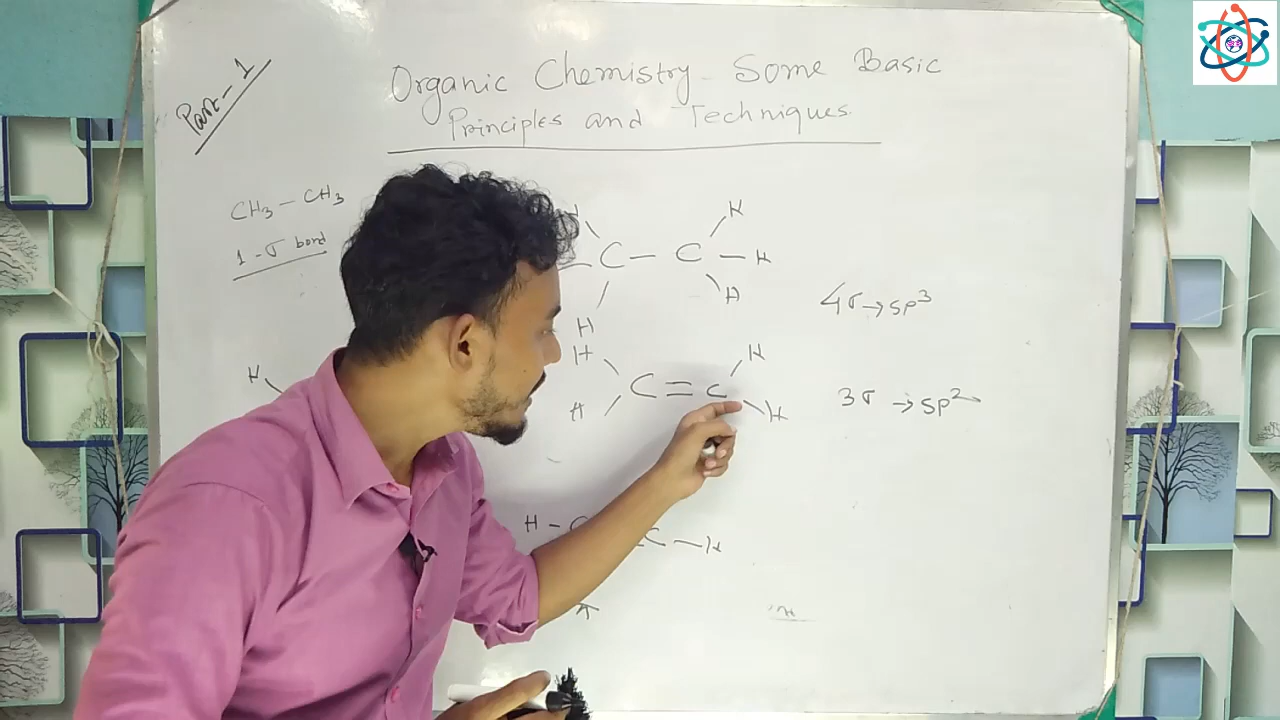 Part-1
Organic Chemistry Some Basic
Principles and Techniques.
CH3 - CH3
1-σ bond
H H
C - C - H
H H
4σ→sp3
H H
C = C
H H
3σ →sp2
H
H - C C - H